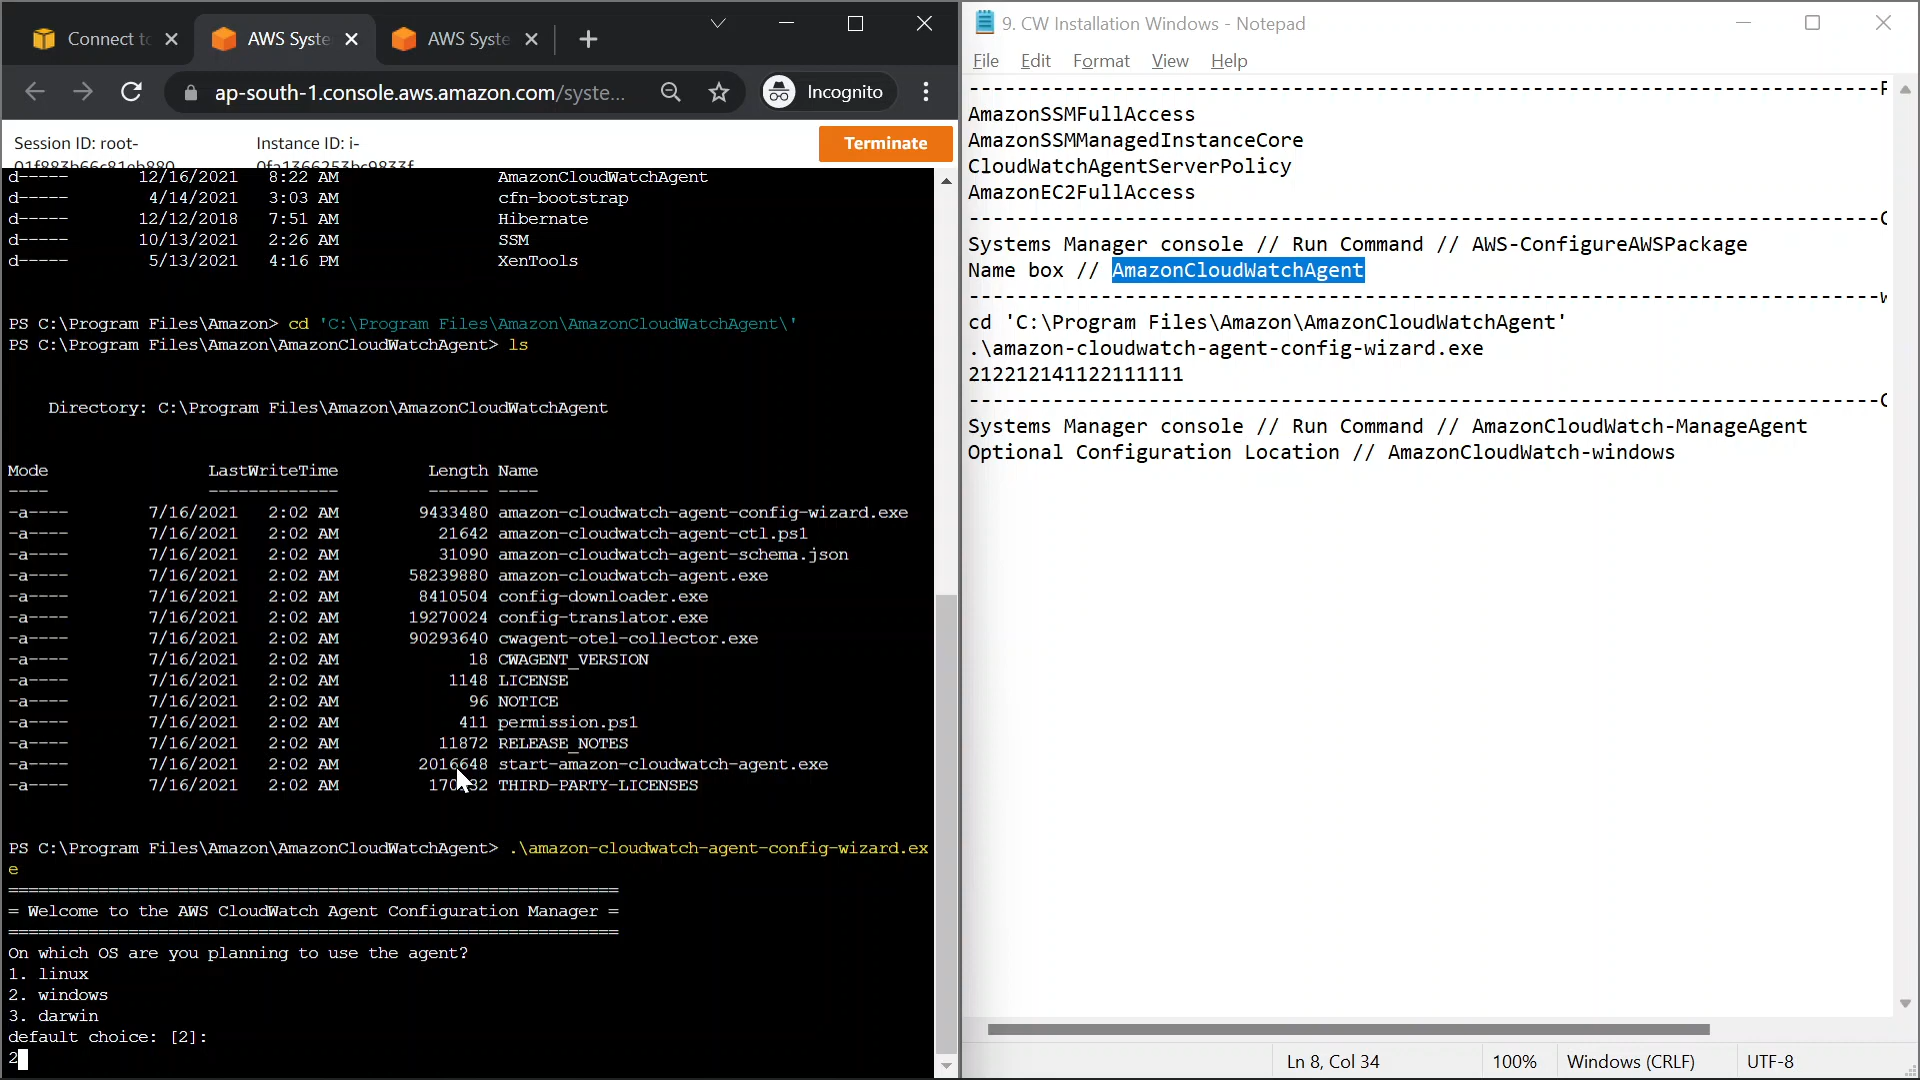 Connect to
AWS Syste
AWS Syste
ap-south-1.console.aws.amazon.com/syste...
Incognito
Session ID: root-
Instance ID: i-
Terminate
d----- 12/16/2021 8:22 AM AmazonCloudWatchAgent
d----- 4/14/2021 3:03 AM cfn-bootstrap
d----- 12/12/2018 7:51 AM Hibernate
d----- 10/13/2021 2:26 AM SSM
d----- 5/13/2021 4:16 PM XenTools
PS C:\Program Files\Amazon> cd 'C:\Program Files\Amazon\AmazonCloudWatchAgent\'
PS C:\Program Files\Amazon\AmazonCloudWatchAgent> ls
Directory: C:\Program Files\Amazon\AmazonCloudWatchAgent
Mode LastWriteTime Length Name
---- ------------- ------ ----
-a---- 7/16/2021 2:02 AM 9433480 amazon-cloudwatch-agent-config-wizard.exe
-a---- 7/16/2021 2:02 AM 21642 amazon-cloudwatch-agent-ctl.ps1
-a---- 7/16/2021 2:02 AM 31090 amazon-cloudwatch-agent-schema.json
-a---- 7/16/2021 2:02 AM 58239880 amazon-cloudwatch-agent.exe
-a---- 7/16/2021 2:02 AM 8410504 config-downloader.exe
-a---- 7/16/2021 2:02 AM 19270024 config-translator.exe
-a---- 7/16/2021 2:02 AM 90293640 cwagent-otel-collector.exe
-a---- 7/16/2021 2:02 AM 18 CWAGENT_VERSION
-a---- 7/16/2021 2:02 AM 1148 LICENSE
-a---- 7/16/2021 2:02 AM 96 NOTICE
-a---- 7/16/2021 2:02 AM 411 permission.ps1
-a---- 7/16/2021 2:02 AM 11872 RELEASE_NOTES
-a---- 7/16/2021 2:02 AM 2016648 start-amazon-cloudwatch-agent.exe
-a---- 7/16/2021 2:02 AM THIRD-PARTY-LICENSES
PS C:\Program Files\Amazon\AmazonCloudWatchAgent> .\amazon-cloudwatch-agent-config-wizard.ex
e
=============================================================
= Welcome to the AWS CloudWatch Agent Configuration Manager =
=============================================================
On which OS are you planning to use the agent?
1. linux
2. windows
3. darwin
default choice: [2]:
2
9. CW Installation Windows - Notepad
File Edit Format View Help
AmazonSSMFullAccess
AmazonSSMManagedInstanceCore
CloudWatchAgentServerPolicy
AmazonEC2FullAccess
Systems Manager console // Run Command // AWS-ConfigureAWSPackage
Name box // AmazonCloudWatchAgent
cd 'C:\Program Files\Amazon\AmazonCloudWatchAgent'
.\amazon-cloudwatch-agent-config-wizard.exe
212212141122111111
Systems Manager console // Run Command // AmazonCloudWatch-ManageAgent
Optional Configuration Location // AmazonCloudWatch-windows
Ln 8, Col 34 100% Windows (CRLF) UTF-8